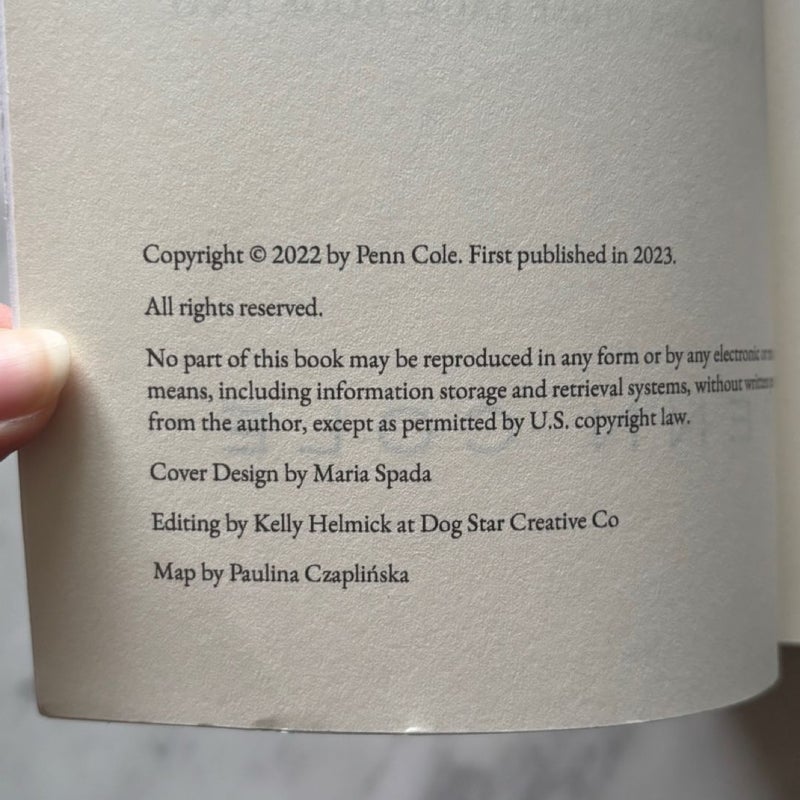 Copyright © 2022 by Penn Cole. First published in 2023.
All rights reserved.
No part of this book may be reproduced in any form or by any electronic or
means, including information storage and retrieval systems, without written
from the author, except as permitted by U.S. copyright law.
Cover Design by Maria Spada
Editing by Kelly Helmick at Dog Star Creative Co
Map by Paulina Czaplińska